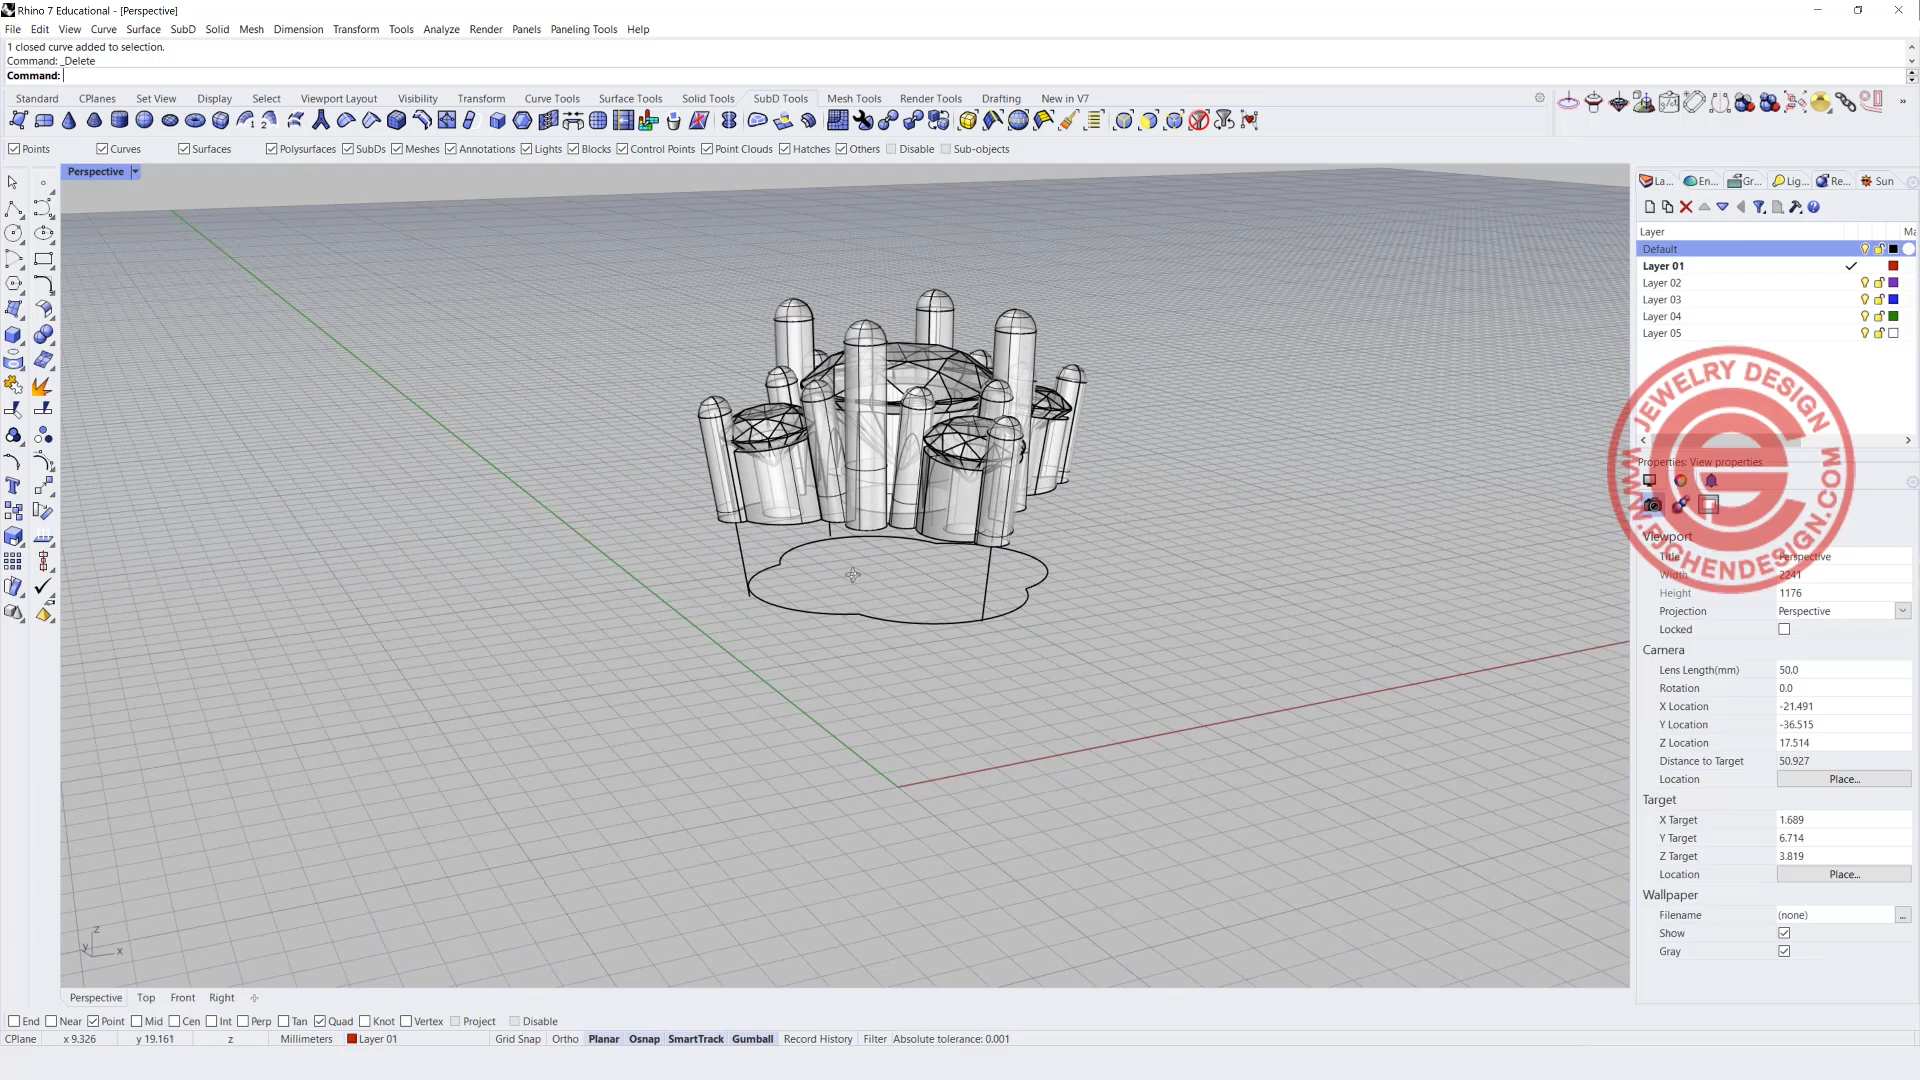 Rhino 7 Educational - [Perspective]
File Edit View Curve Surface SubD Solid Mesh Dimension Transform Tools Analyze Render Panels Paneling Tools Help
1 closed curve added to selection.
Command: _Delete
Command:
Standard CPlanes Set View Display Select Viewport Layout Visibility Transform Curve Tools Surface Tools Solid Tools SubD Tools Mesh Tools Render Tools Drafting New in V7
Points Curves Surfaces Polysurfaces SubDs Meshes Annotations Lights Blocks Control Points Point Clouds Hatches Others Disable Sub-objects
Perspective
La... En... Gr... Lig... Re... Sun
Layer Ma
Default
Layer 01
Layer 02
Layer 03
Layer 04
Layer 05
JEWELRY DESIGN
WWW.PJCHENDESIGN.COM
Properties: View properties
Viewport
Title Perspective
Width 2241
Height 1176
Projection Perspective
Locked
Camera
Lens Length(mm) 50.0
Rotation 0.0
X Location -21.491
Y Location -36.515
Z Location 17.514
Distance to Target 50.927
Location Place...
Target
X Target 1.689
Y Target 6.714
Z Target 3.819
Location Place...
Wallpaper
Filename (none) ...
Show
Gray
z
y x
Perspective Top Front Right
End Near Point Mid Cen Int Perp Tan Quad Knot Vertex Project Disable
CPlane x 9.326 y 19.161 z Millimeters Layer 01 Grid Snap Ortho Planar Osnap SmartTrack Gumball Record History Filter Absolute tolerance: 0.001